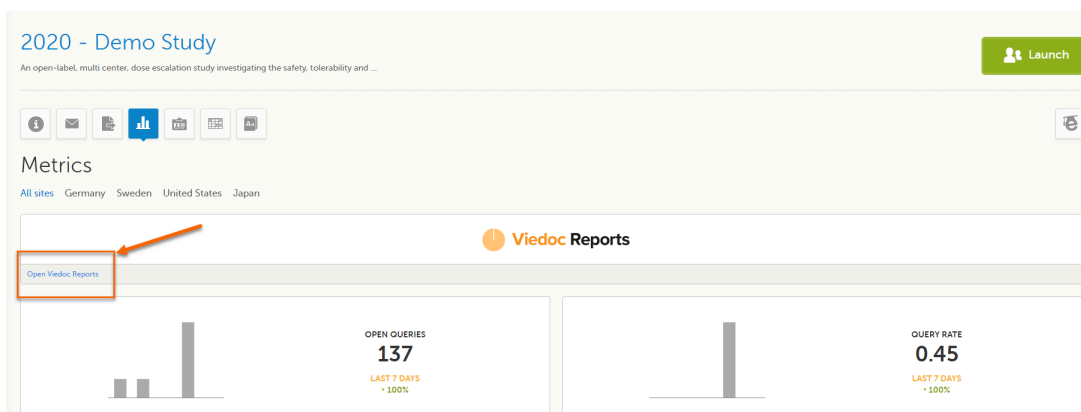 2020 - Demo Study
An open-label, multi center, dose escalation study investigating the safety, tolerability and ...
Launch
Metrics
All sites Germany Sweden United States Japan
Viedoc Reports
Open Viedoc Reports
OPEN QUERIES
137
LAST 7 DAYS
100%
QUERY RATE
0.45
LAST 7 DAYS
100%